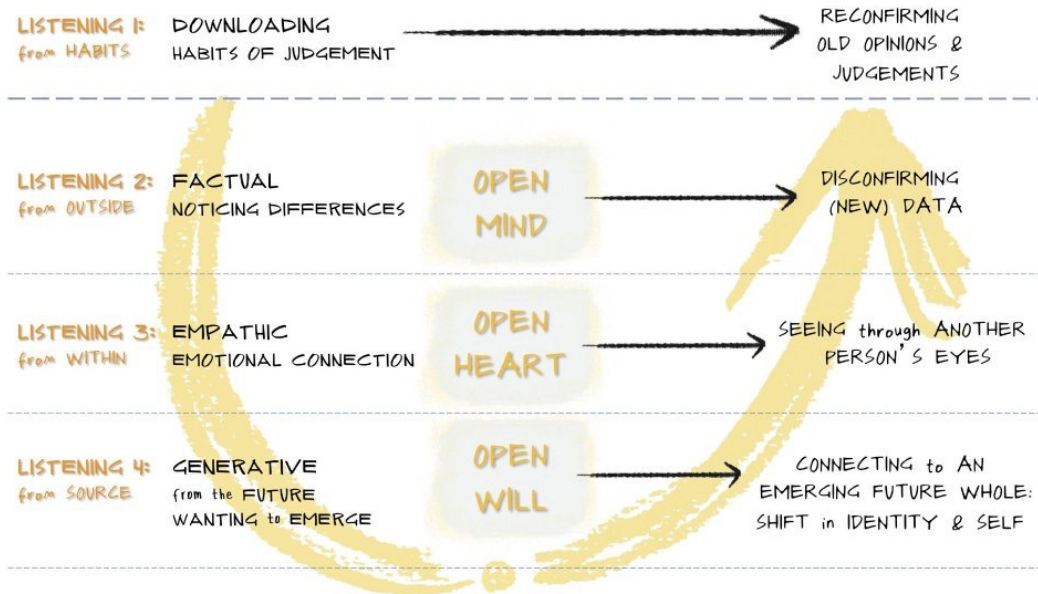 LISTENING 1:
from HABITS
DOWNLOADING
HABITS OF JUDGEMENT
RECONFIRMING
OLD OPINIONS &
JUDGEMENTS
LISTENING 2:
from OUTSIDE
FACTUAL
NOTICING DIFFERENCES
OPEN
MIND
DISCONFIRMING
(NEW) DATA
LISTENING 3:
from WITHIN
EMPATHIC
EMOTIONAL CONNECTION
OPEN
HEART
SEEING through ANOTHER
PERSON'S EYES
LISTENING 4:
from SOURCE
GENERATIVE
from the FUTURE
WANTING to EMERGE
OPEN
WILL
CONNECTING to AN
EMERGING FUTURE WHOLE:
SHIFT in IDENTITY & SELF